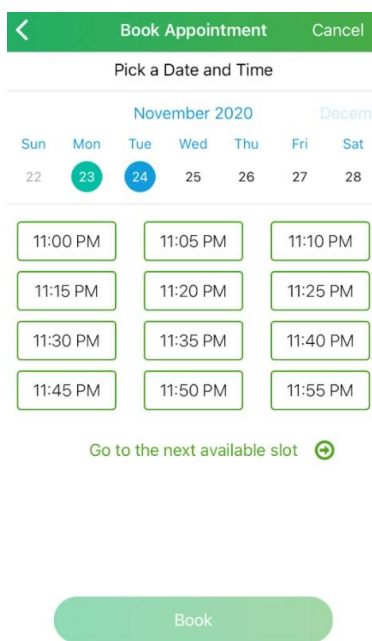 Book Appointment Cancel
Pick a Date and Time
November 2020 Decem
Sun Mon Tue Wed Thu Fri Sat
22 23 24 25 26 27 28
11:00 PM 11:05 PM 11:10 PM
11:15 PM 11:20 PM 11:25 PM
11:30 PM 11:35 PM 11:40 PM
11:45 PM 11:50 PM 11:55 PM
Go to the next available slot
Book